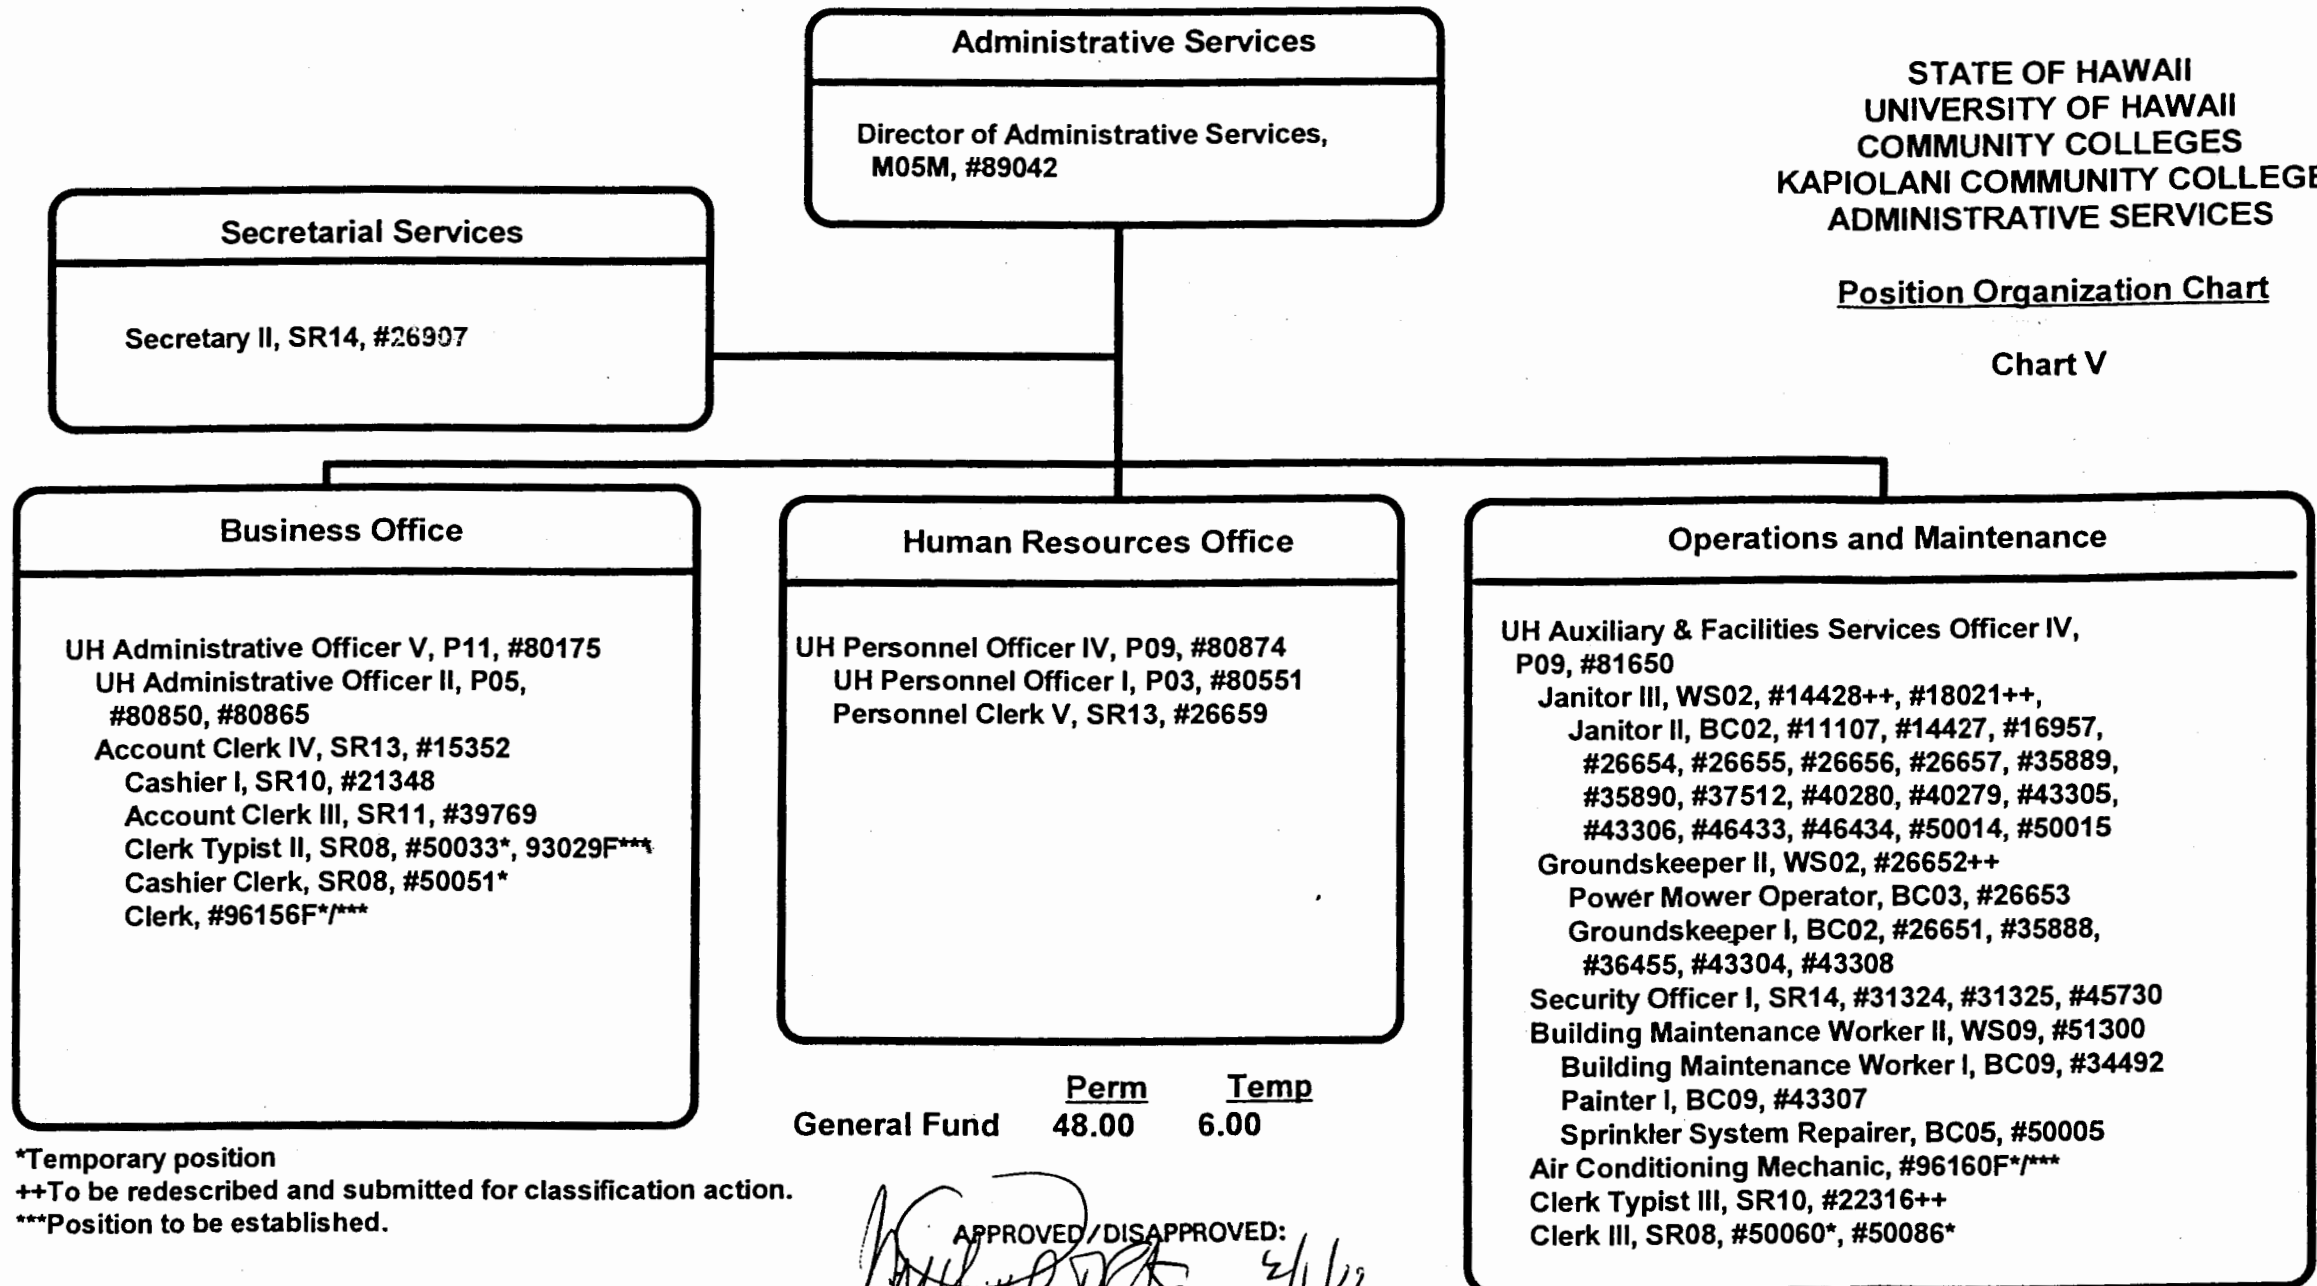 Administrative Services
Director of Administrative Services,
M05M, #89042
STATE OF HAWAII
UNIVERSITY OF HAWAII
COMMUNITY COLLEGES
KAPIOLANI COMMUNITY COLLEGE
ADMINISTRATIVE SERVICES
Position Organization Chart
Chart V
Secretarial Services
Secretary II, SR14, #26907
Business Office
UH Administrative Officer V, P11, #80175
UH Administrative Officer II, P05,
#80850, #80865
Account Clerk IV, SR13, #15352
Cashier I, SR10, #21348
Account Clerk III, SR11, #39769
Clerk Typist II, SR08, #50033*, 93029F***
Cashier Clerk, SR08, #50051*
Clerk, #96156F*/***
Human Resources Office
UH Personnel Officer IV, P09, #80874
UH Personnel Officer I, P03, #80551
Personnel Clerk V, SR13, #26659
Operations and Maintenance
UH Auxiliary & Facilities Services Officer IV,
P09, #81650
Janitor III, WS02, #14428++, #18021++,
Janitor II, BC02, #11107, #14427, #16957,
#26654, #26655, #26656, #26657, #35889,
#35890, #37512, #40280, #40279, #43305,
#43306, #46433, #46434, #50014, #50015
Groundskeeper II, WS02, #26652++
Power Mower Operator, BC03, #26653
Groundskeeper I, BC02, #26651, #35888,
#36455, #43304, #43308
Security Officer I, SR14, #31324, #31325, #45730
Building Maintenance Worker II, WS09, #51300
Building Maintenance Worker I, BC09, #34492
Painter I, BC09, #43307
Sprinkler System Repairer, BC05, #50005
Air Conditioning Mechanic, #96160F*/***
Clerk Typist III, SR10, #22316++
Clerk III, SR08, #50060*, #50086*
Perm Temp
General Fund 48.00 6.00
*Temporary position
++To be redescribed and submitted for classification action.
***Position to be established.
APPROVED/DISAPPROVED: